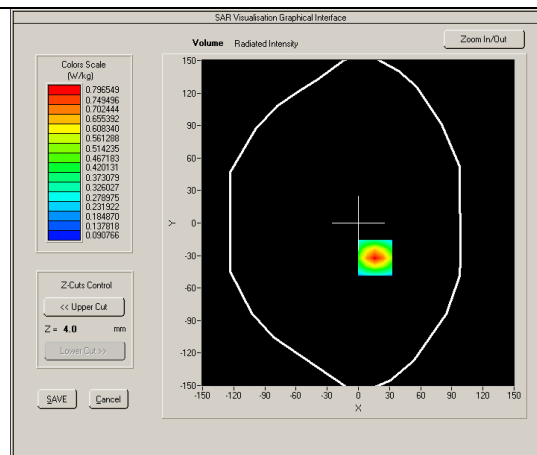 SAR Visualisation Graphical Interface
Volume Radiated Intensity
Zoom In/Out
Colors Scale
(W/kg)
0.796549
0.749496
0.702444
0.655392
0.608340
0.561288
0.514235
0.467183
0.420131
0.373079
0.326027
0.278975
0.231922
0.184870
0.137818
0.090766
Z-Cuts Control
<< Upper Cut
Z = 4.0 mm
Lower Cut >>
SAVE Cancel
150
120
90
60
30
0
-30
-60
-90
-120
-150
Y
-150 -120 -90 -60 -30 0 30 60 90 120 150
X